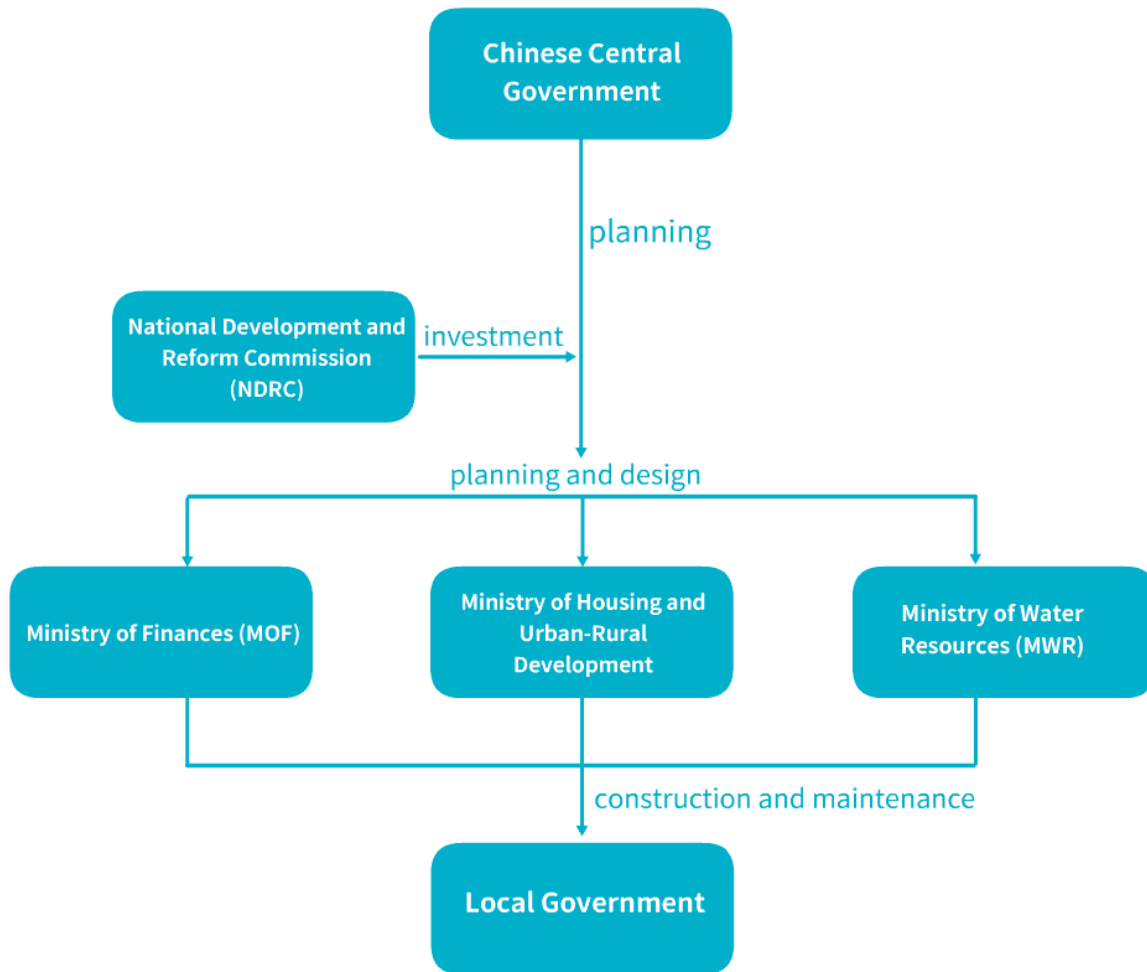 Chinese Central
Government
planning
National Development and
Reform Commission
(NDRC)
investment
planning and design
Ministry of Finances (MOF)
Ministry of Housing and
Urban-Rural
Development
Ministry of Water
Resources (MWR)
construction and maintenance
Local Government